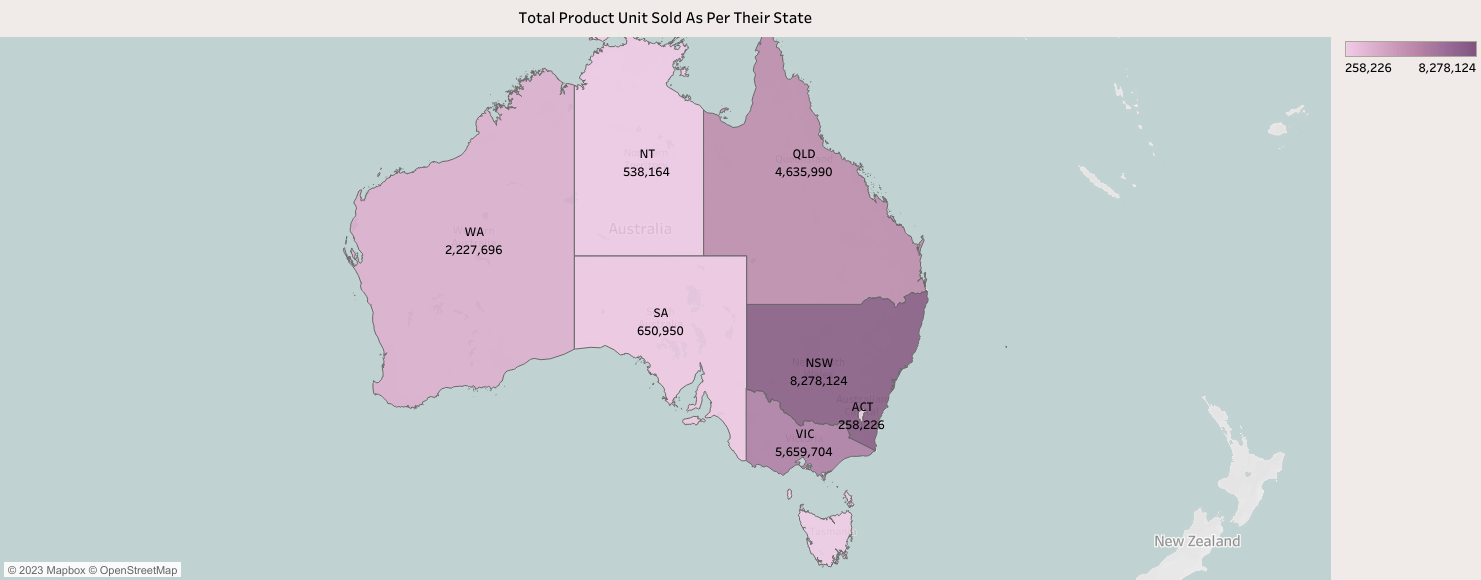 Total Product Unit Sold As Per Their State
258,226 8,278,124
NT
538,164
QLD
4,635,990
Australia
WA
2,227,696
SA
650,950
NSW
8,278,124
ACT
258,226
VIC
5,659,704
New Zealand
© 2023 Mapbox © OpenStreetMap